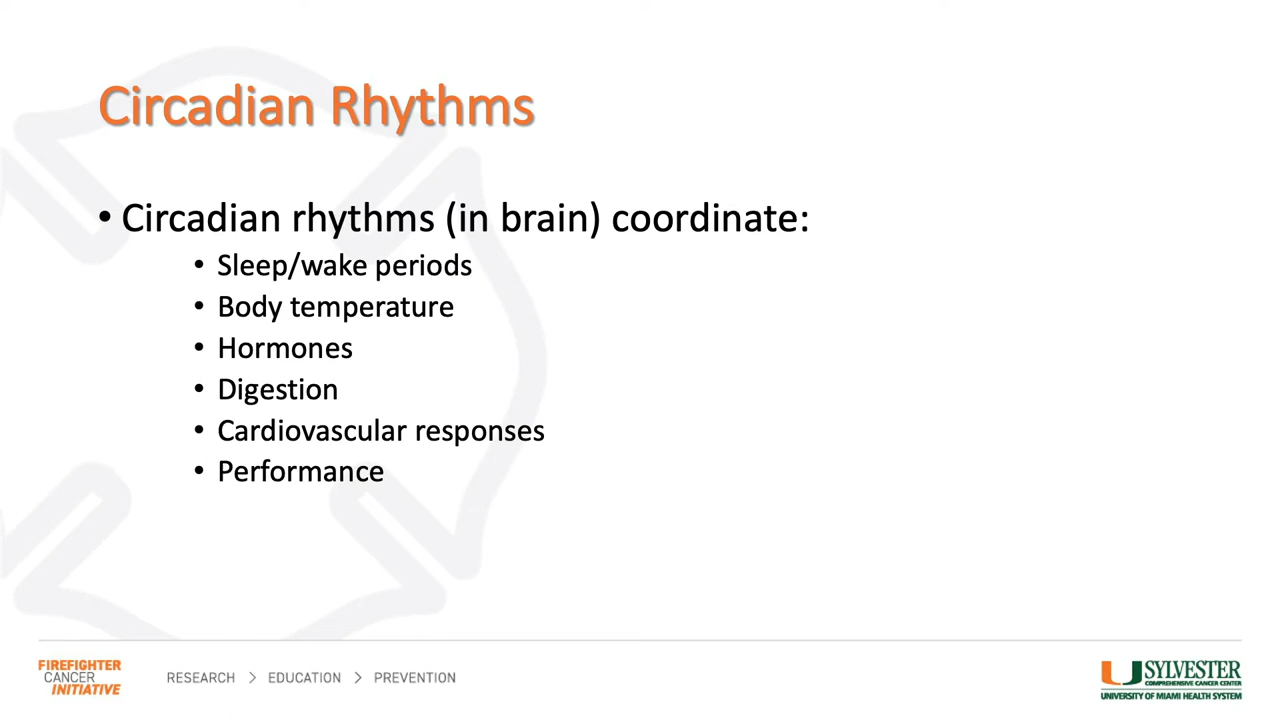 Circadian Rhythms
• Circadian rhythms (in brain) coordinate:
• Sleep/wake periods
• Body temperature
• Hormones
• Digestion
• Cardiovascular responses
• Performance
FIREFIGHTER
CANCER
INITIATIVE
RESEARCH > EDUCATION > PREVENTION
SYLVESTER
COMPREHENSIVE CANCER CENTER
UNIVERSITY OF MIAMI HEALTH SYSTEM